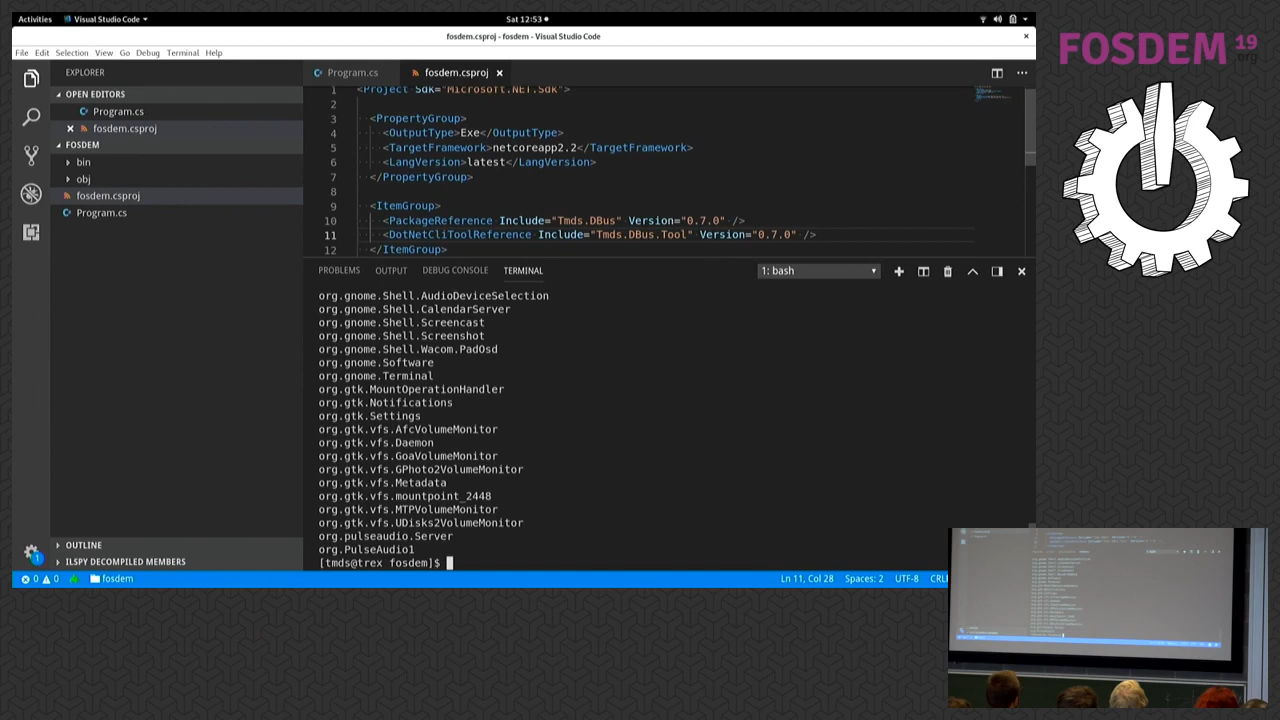 Activities
Visual Studio Code
Sat 12:53
fosdem.csproj - fosdem - Visual Studio Code
File Edit Selection View Go Debug Terminal Help
EXPLORER
OPEN EDITORS
Program.cs
fosdem.csproj
FOSDEM
bin
obj
fosdem.csproj
Program.cs
OUTLINE
ILSPY DECOMPILED MEMBERS
1
Program.cs
fosdem.csproj
1 <Project Sdk="Microsoft.NET.Sdk">
2
3 <PropertyGroup>
4 <OutputType>Exe</OutputType>
5 <TargetFramework>netcoreapp2.2</TargetFramework>
6 <LangVersion>latest</LangVersion>
7 </PropertyGroup>
8
9 <ItemGroup>
10 <PackageReference Include="Tmds.DBus" Version="0.7.0" />
11 <DotNetCliToolReference Include="Tmds.DBus.Tool" Version="0.7.0" />
12 </ItemGroup>
PROBLEMS OUTPUT DEBUG CONSOLE TERMINAL
1: bash
org.gnome.Shell.AudioDeviceSelection
org.gnome.Shell.CalendarServer
org.gnome.Shell.Screencast
org.gnome.Shell.Screenshot
org.gnome.Shell.Wacom.PadOsd
org.gnome.Software
org.gnome.Terminal
org.gtk.MountOperationHandler
org.gtk.Notifications
org.gtk.Settings
org.gtk.vfs.AfcVolumeMonitor
org.gtk.vfs.Daemon
org.gtk.vfs.GoaVolumeMonitor
org.gtk.vfs.GPhoto2VolumeMonitor
org.gtk.vfs.Metadata
org.gtk.vfs.mountpoint_2448
org.gtk.vfs.MTPVolumeMonitor
org.gtk.vfs.UDisks2VolumeMonitor
org.pulseaudio.Server
org.PulseAudio1
[tmds@trex fosdem]$
0 0 fosdem
Ln 11, Col 28 Spaces: 2 UTF-8 CRL
FOSDEM 19
.org